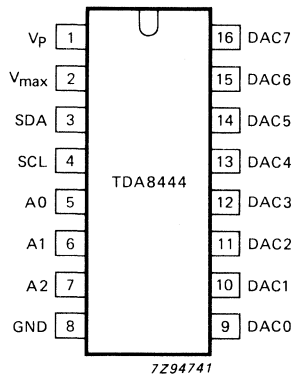 VP 1 16 DAC7
Vmax 2 15 DAC6
SDA 3 14 DAC5
SCL 4 13 DAC4
TDA8444
A0 5 12 DAC3
A1 6 11 DAC2
A2 7 10 DAC1
GND 8 9 DAC0
7Z94741